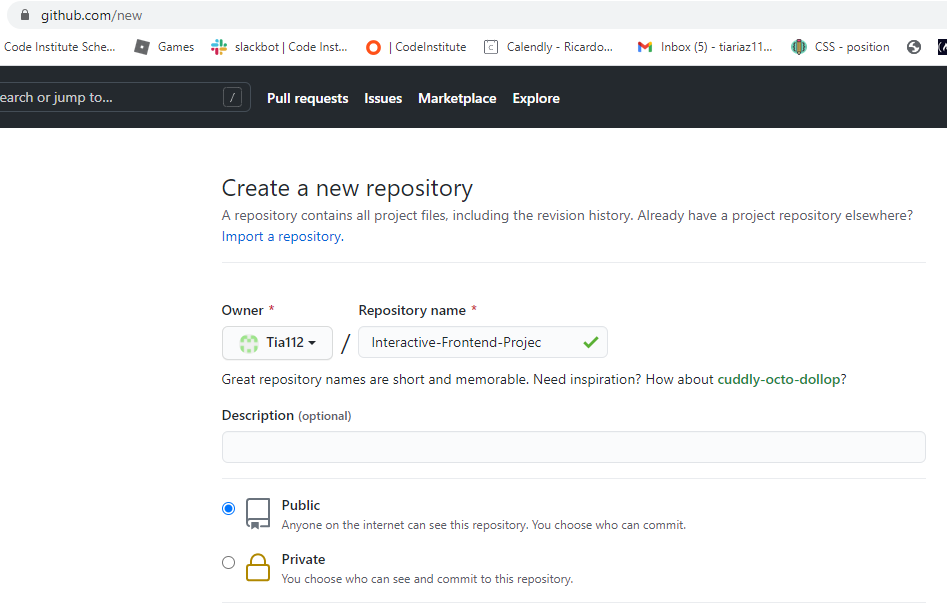 github.com/new
Code Institute Sche... Games slackbot | Code Inst... | CodeInstitute Calendly - Ricardo... Inbox (5) - tiariaz11... CSS - position
earch or jump to... / Pull requests Issues Marketplace Explore
Create a new repository
A repository contains all project files, including the revision history. Already have a project repository elsewhere?
Import a repository.
Owner * Repository name *
Tia112 / Interactive-Frontend-Projec
Great repository names are short and memorable. Need inspiration? How about cuddly-octo-dollop?
Description (optional)
Public
Anyone on the internet can see this repository. You choose who can commit.
Private
You choose who can see and commit to this repository.